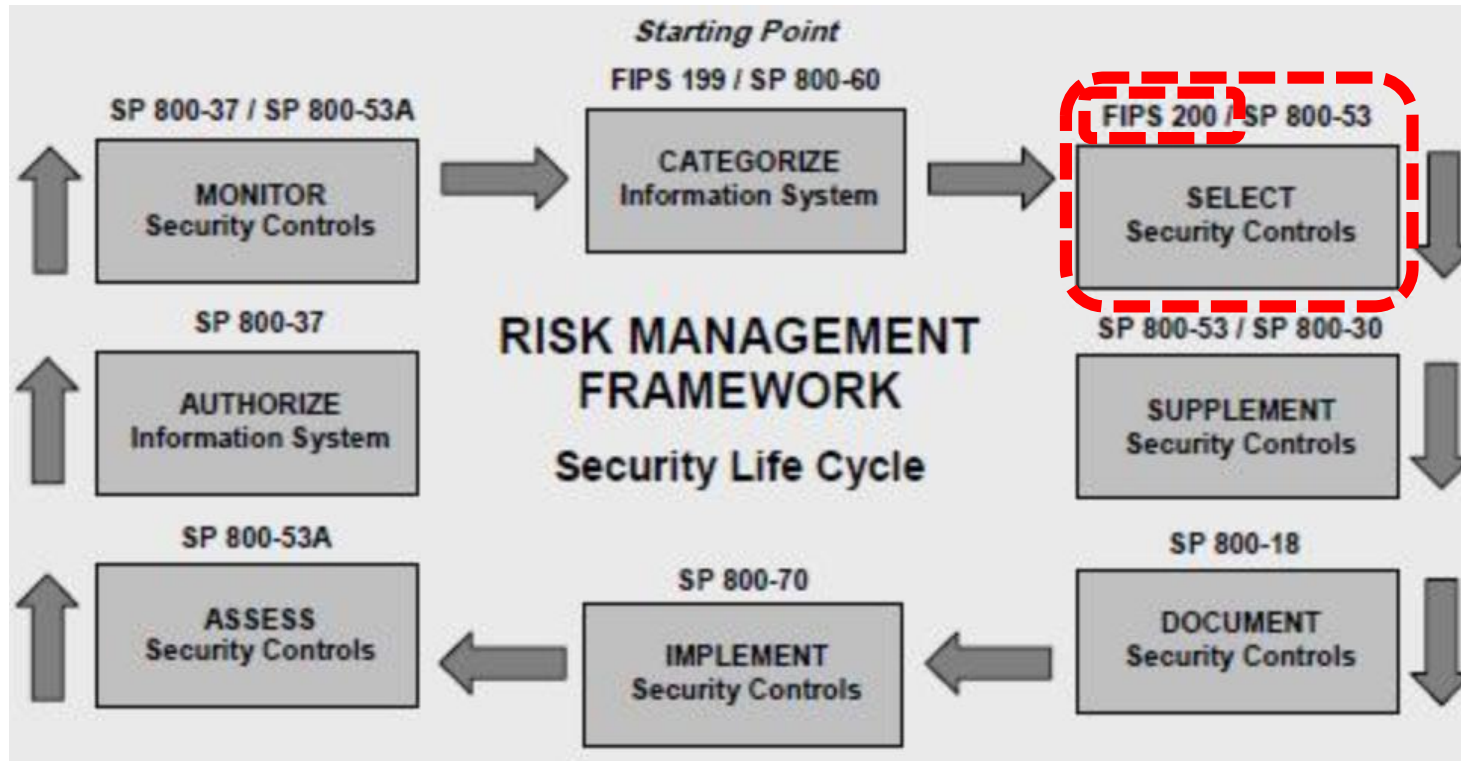 Starting Point
FIPS 199 / SP 800-60
CATEGORIZE
Information System
FIPS 200 / SP 800-53
SELECT
Security Controls
SP 800-53 / SP 800-30
SUPPLEMENT
Security Controls
SP 800-18
DOCUMENT
Security Controls
SP 800-70
IMPLEMENT
Security Controls
SP 800-53A
ASSESS
Security Controls
SP 800-37
AUTHORIZE
Information System
SP 800-37 / SP 800-53A
MONITOR
Security Controls
RISK MANAGEMENT
FRAMEWORK
Security Life Cycle